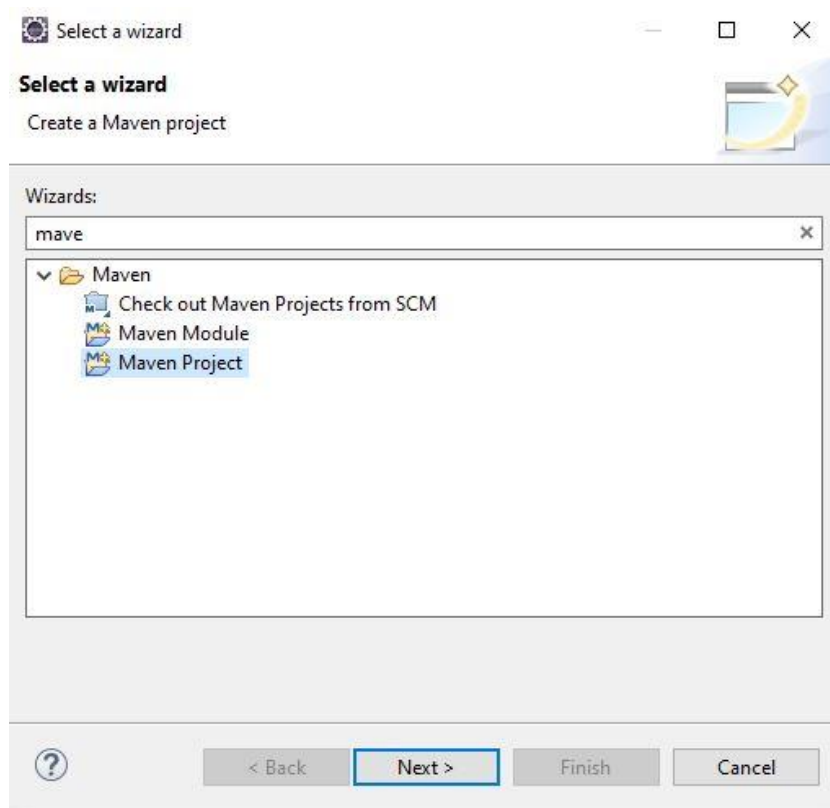 Select a wizard
Select a wizard
Create a Maven project
Wizards:
mave
Maven
Check out Maven Projects from SCM
Maven Module
Maven Project
< Back Next > Finish Cancel